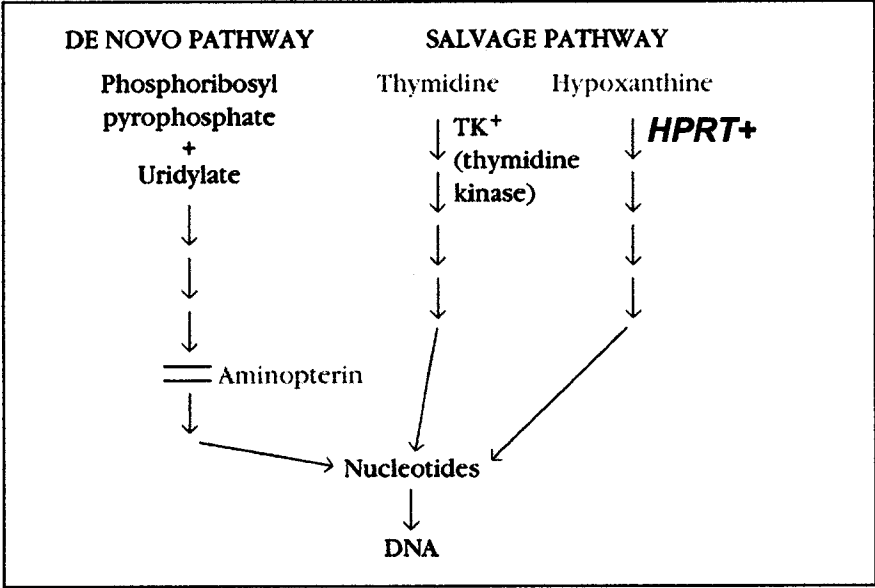 DE NOVO PATHWAY
Phosphoribosyl
pyrophosphate
+
Uridylate
Aminopterin
SALVAGE PATHWAY
Thymidine
TK⁺
(thymidine
kinase)
Hypoxanthine
HPRT+
Nucleotides
DNA